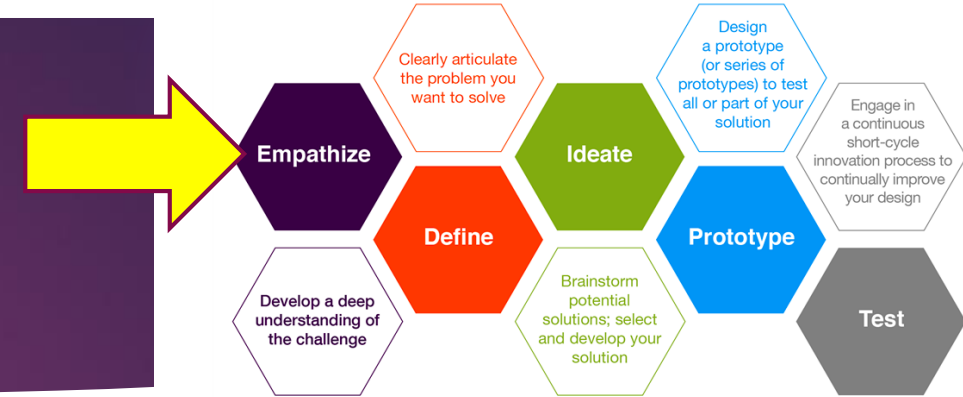 Empathize
Develop a deep
understanding of
the challenge
Clearly articulate
the problem you
want to solve
Define
Ideate
Brainstorm
potential
solutions; select
and develop your
solution
Design
a prototype
(or series of
prototypes) to test
all or part of your
solution
Prototype
Engage in
a continuous
short-cycle
innovation process to
continually improve
your design
Test